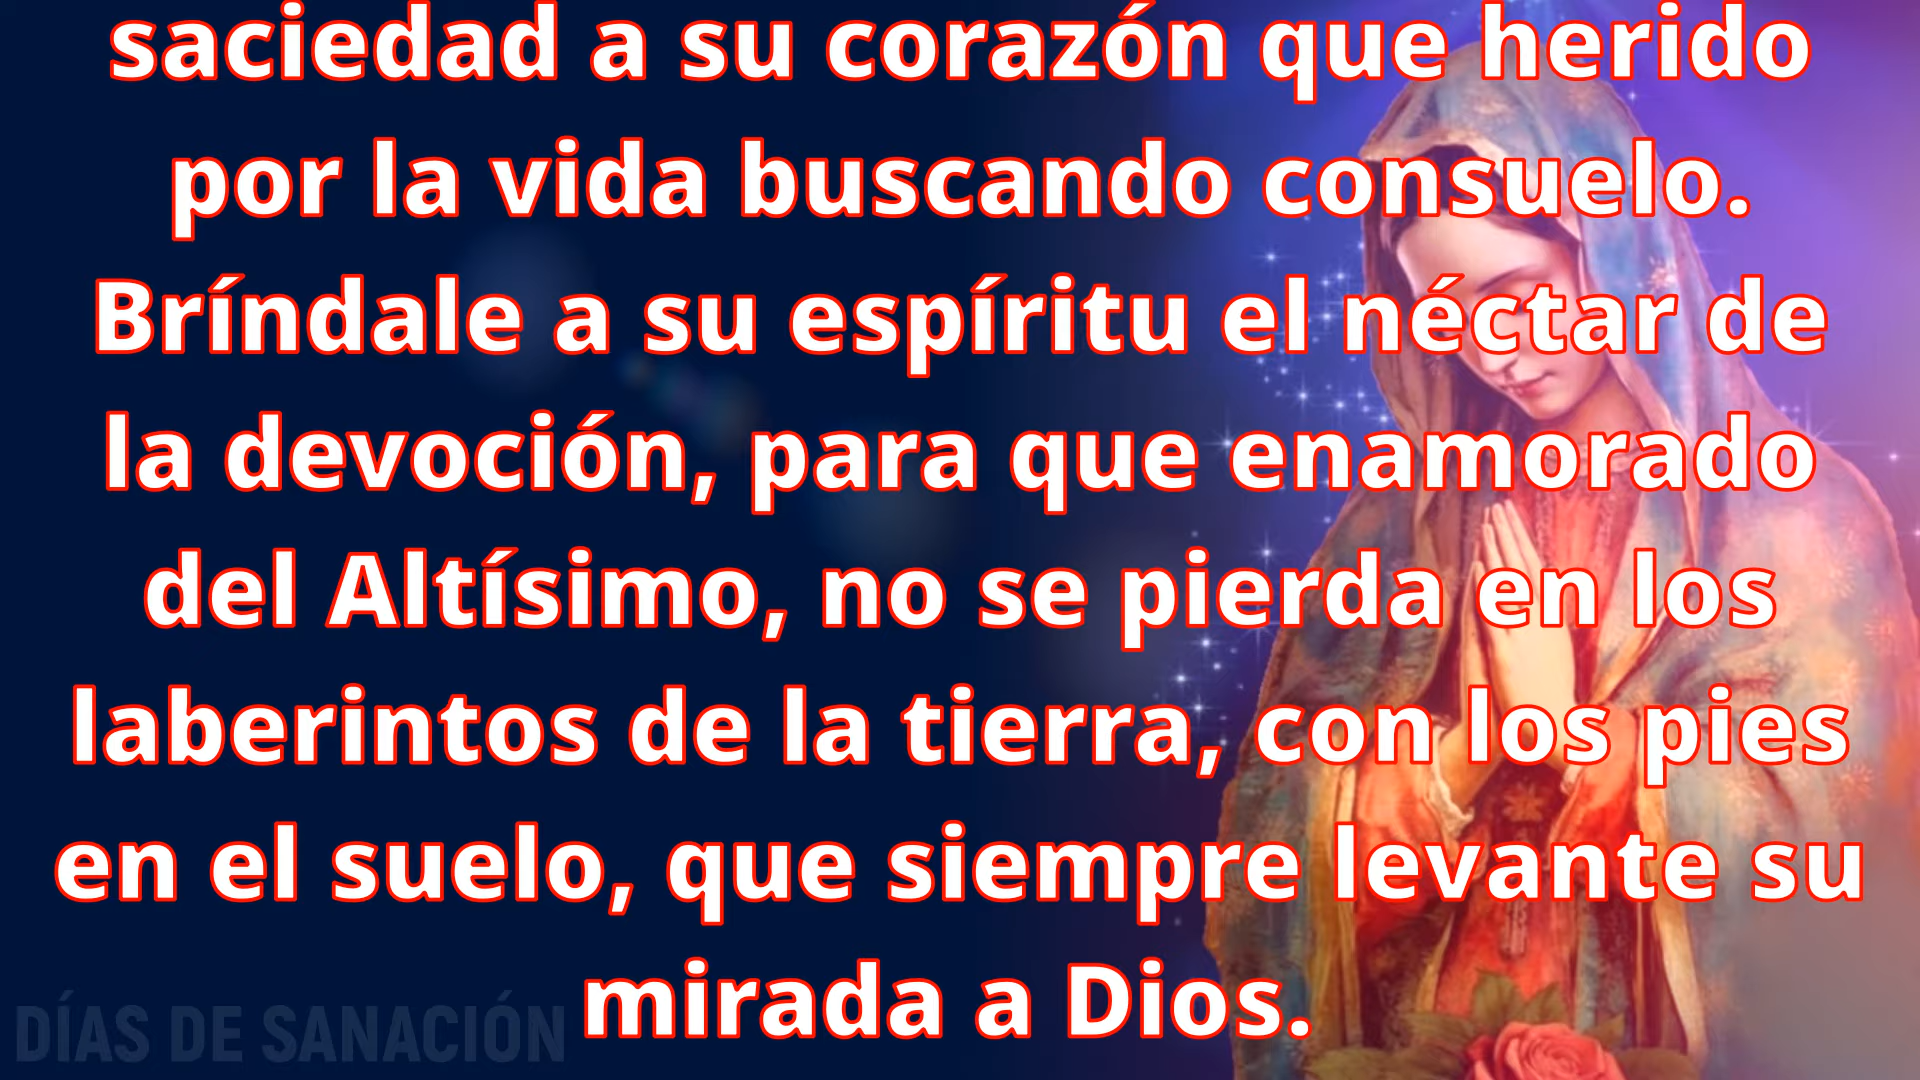 saciedad a su corazón que herido
por la vida buscando consuelo.
Bríndale a su espíritu el néctar de
la devoción, para que enamorado
del Altísimo, no se pierda en los
laberintos de la tierra, con los pies
en el suelo, que siempre levante su
mirada a Dios.
DÍAS DE SANACIÓN